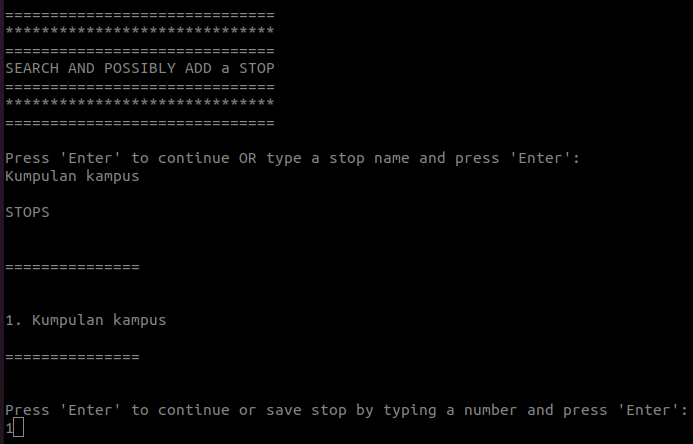 ==============================
******************************
==============================
SEARCH AND POSSIBLY ADD a STOP
==============================
******************************
==============================
Press 'Enter' to continue OR type a stop name and press 'Enter':
Kumpulan kampus
STOPS
===============
1. Kumpulan kampus
===============
Press 'Enter' to continue or save stop by typing a number and press 'Enter':
1